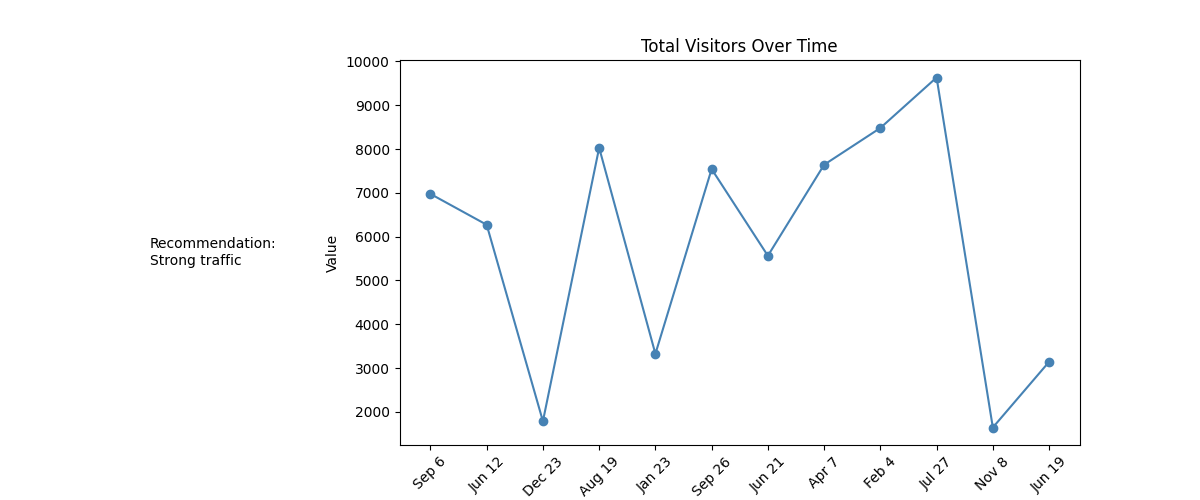 Total Visitors Over Time
Recommendation:
Strong traffic
Value
10000
9000
8000
7000
6000
5000
4000
3000
2000
Sep 6
Jun 12
Dec 23
Aug 19
Jan 23
Sep 26
Jun 21
Apr 7
Feb 4
Jul 27
Nov 8
Jun 19